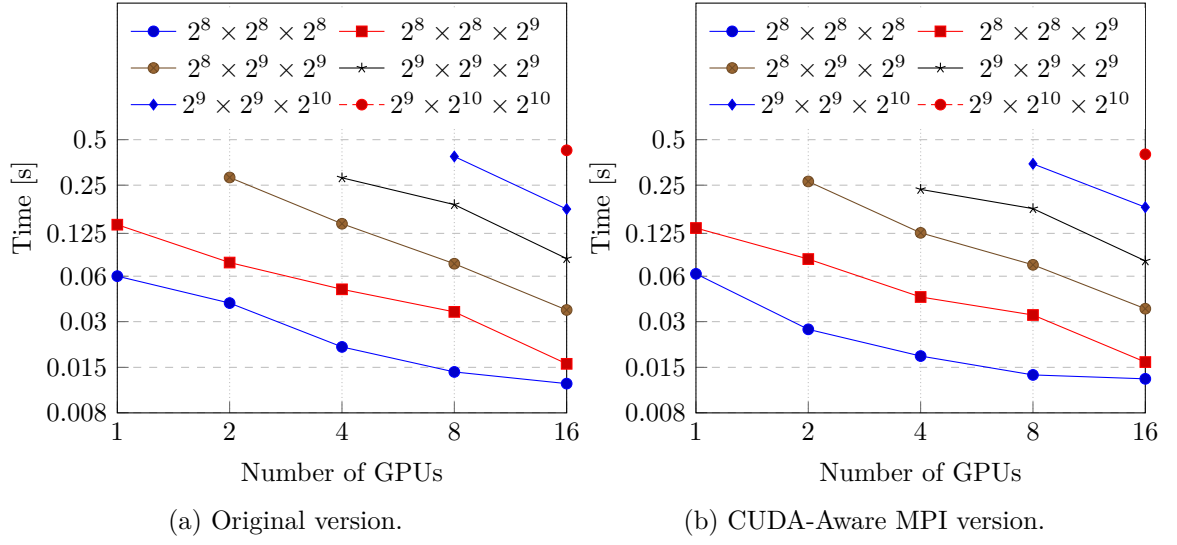 2^8 × 2^8 × 2^8 2^8 × 2^8 × 2^9
2^8 × 2^9 × 2^9 2^9 × 2^9 × 2^9
2^9 × 2^9 × 2^10 2^9 × 2^10 × 2^10
0.5
0.25
0.125
0.06
0.03
0.015
0.008
Time [s]
1 2 4 8 16
Number of GPUs
(a) Original version.
2^8 × 2^8 × 2^8 2^8 × 2^8 × 2^9
2^8 × 2^9 × 2^9 2^9 × 2^9 × 2^9
2^9 × 2^9 × 2^10 2^9 × 2^10 × 2^10
0.5
0.25
0.125
0.06
0.03
0.015
0.008
Time [s]
1 2 4 8 16
Number of GPUs
(b) CUDA-Aware MPI version.